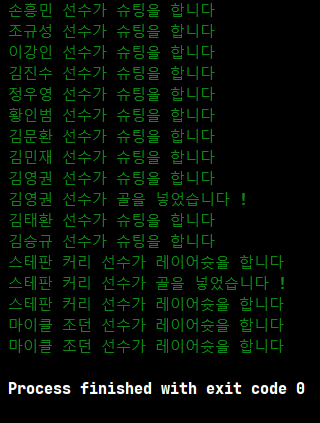 손흥민 선수가 슈팅을 합니다
조규성 선수가 슈팅을 합니다
이강인 선수가 슈팅을 합니다
김진수 선수가 슈팅을 합니다
정우영 선수가 슈팅을 합니다
황인범 선수가 슈팅을 합니다
김문환 선수가 슈팅을 합니다
김민재 선수가 슈팅을 합니다
김영권 선수가 슈팅을 합니다
김영권 선수가 골을 넣었습니다 !
김태환 선수가 슈팅을 합니다
김승규 선수가 슈팅을 합니다
스테판 커리 선수가 레이어슛을 합니다
스테판 커리 선수가 골을 넣었습니다 !
스테판 커리 선수가 레이어슛을 합니다
마이클 조던 선수가 레이어슛을 합니다
마이클 조던 선수가 레이어슛을 합니다
Process finished with exit code 0